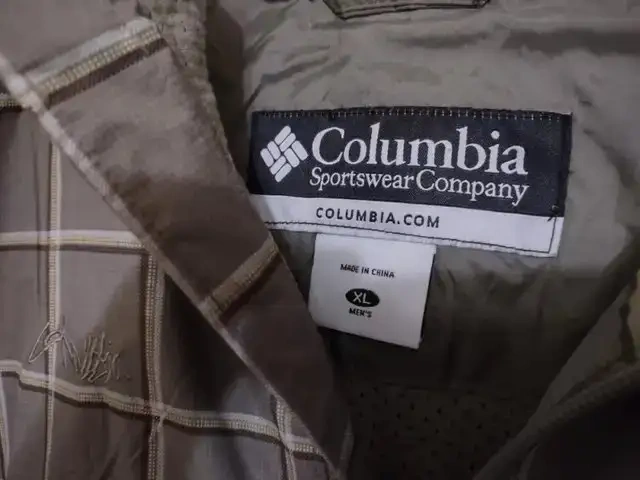 Columbia
Sportswear Company
COLUMBIA.COM
MADE IN CHINA
XL
MEN'S